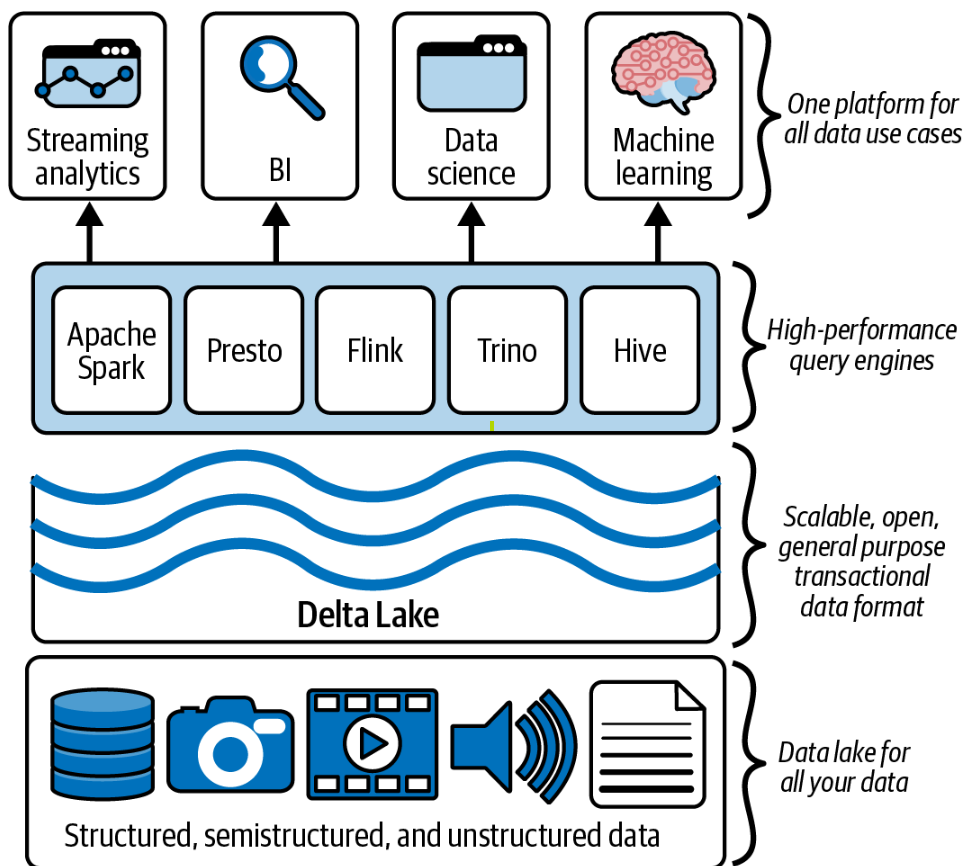 Streaming
analytics
BI
Data
science
Machine
learning
One platform for
all data use cases
Apache
Spark
Presto
Flink
Trino
Hive
High-performance
query engines
Delta Lake
Scalable, open,
general purpose
transactional
data format
Structured, semistructured, and unstructured data
Data lake for
all your data